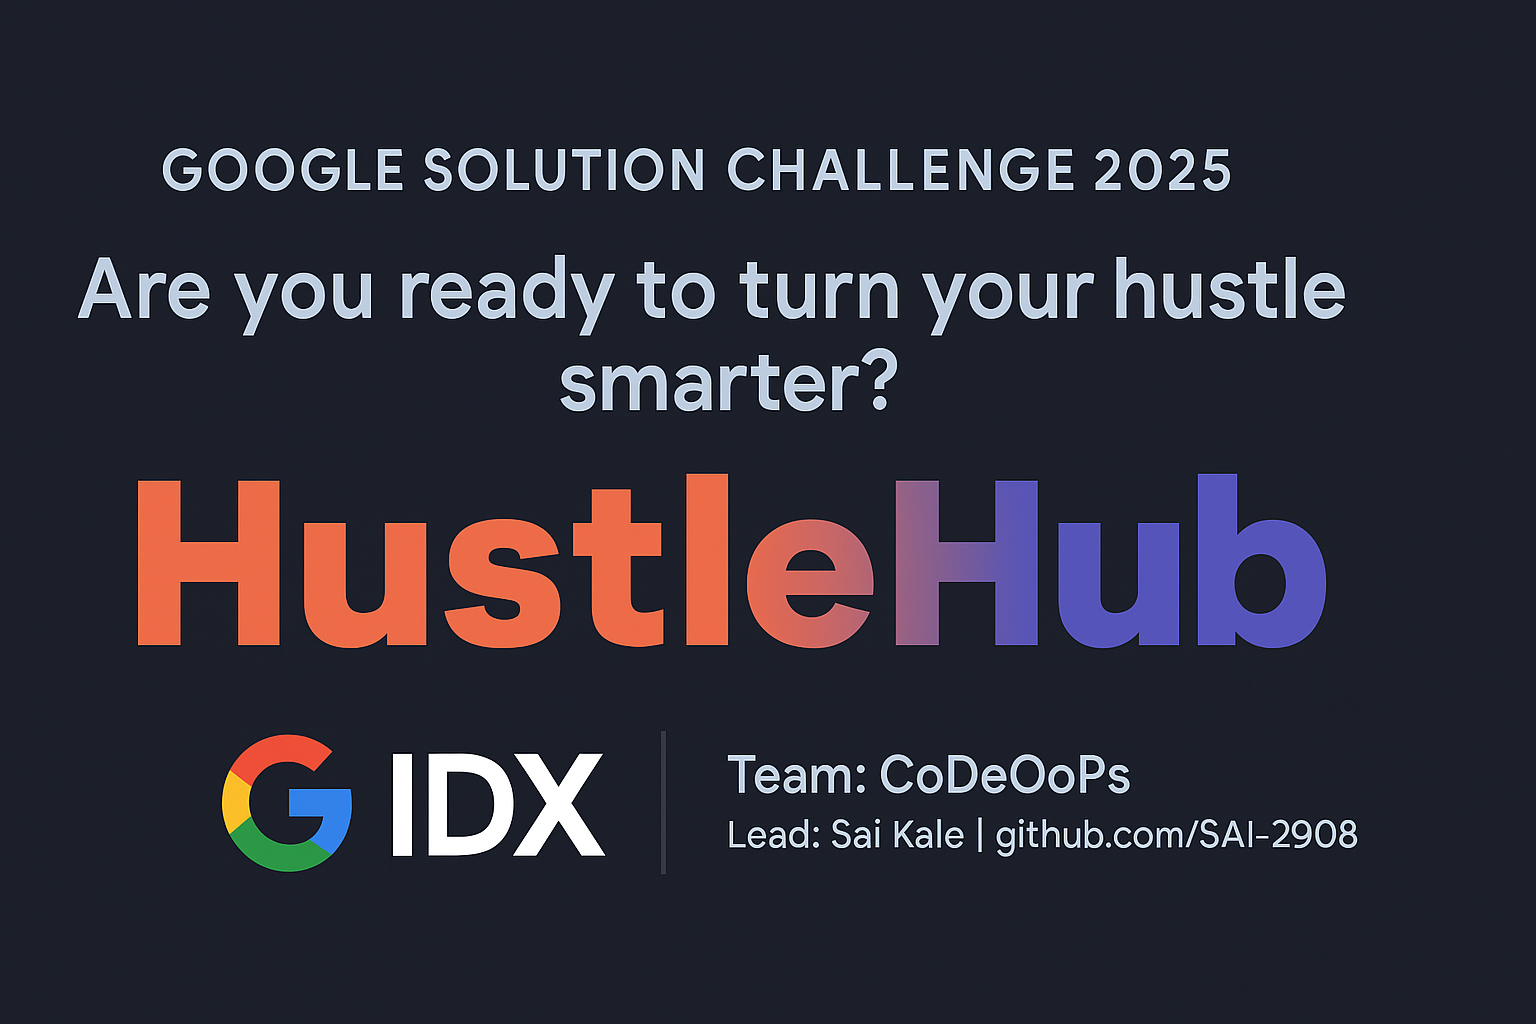 GOOGLE SOLUTION CHALLENGE 2025
Are you ready to turn your hustle
smarter?
HustleHub
G IDX
Team: CoDeOoPs
Lead: Sai Kale | github.com/SAI-2908